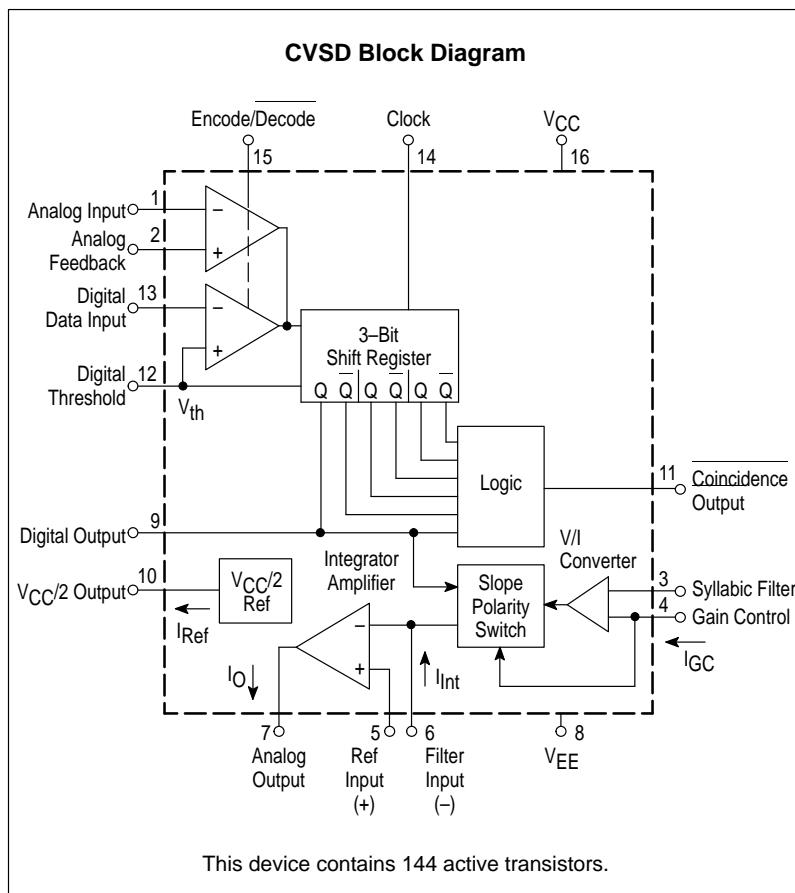 CVSD Block Diagram
Encode/Decode
Clock
VCC
15
14
16
Analog Input
1
Analog
Feedback
2
Digital
Data Input
13
Digital
Threshold
12
Vth
–
+
–
+
3–Bit
Shift Register
Q Q Q Q Q Q
Logic
11
Coincidence
Output
Digital Output
9
VCC/2 Output
10
VCC/2
Ref
IRef
Integrator
Amplifier
–
+
Slope
Polarity
Switch
V/I
Converter
3
Syllabic Filter
4
Gain Control
IGC
IO
IInt
7
Analog
Output
5
Ref
Input
(+)
6
Filter
Input
(–)
8
VEE
This device contains 144 active transistors.